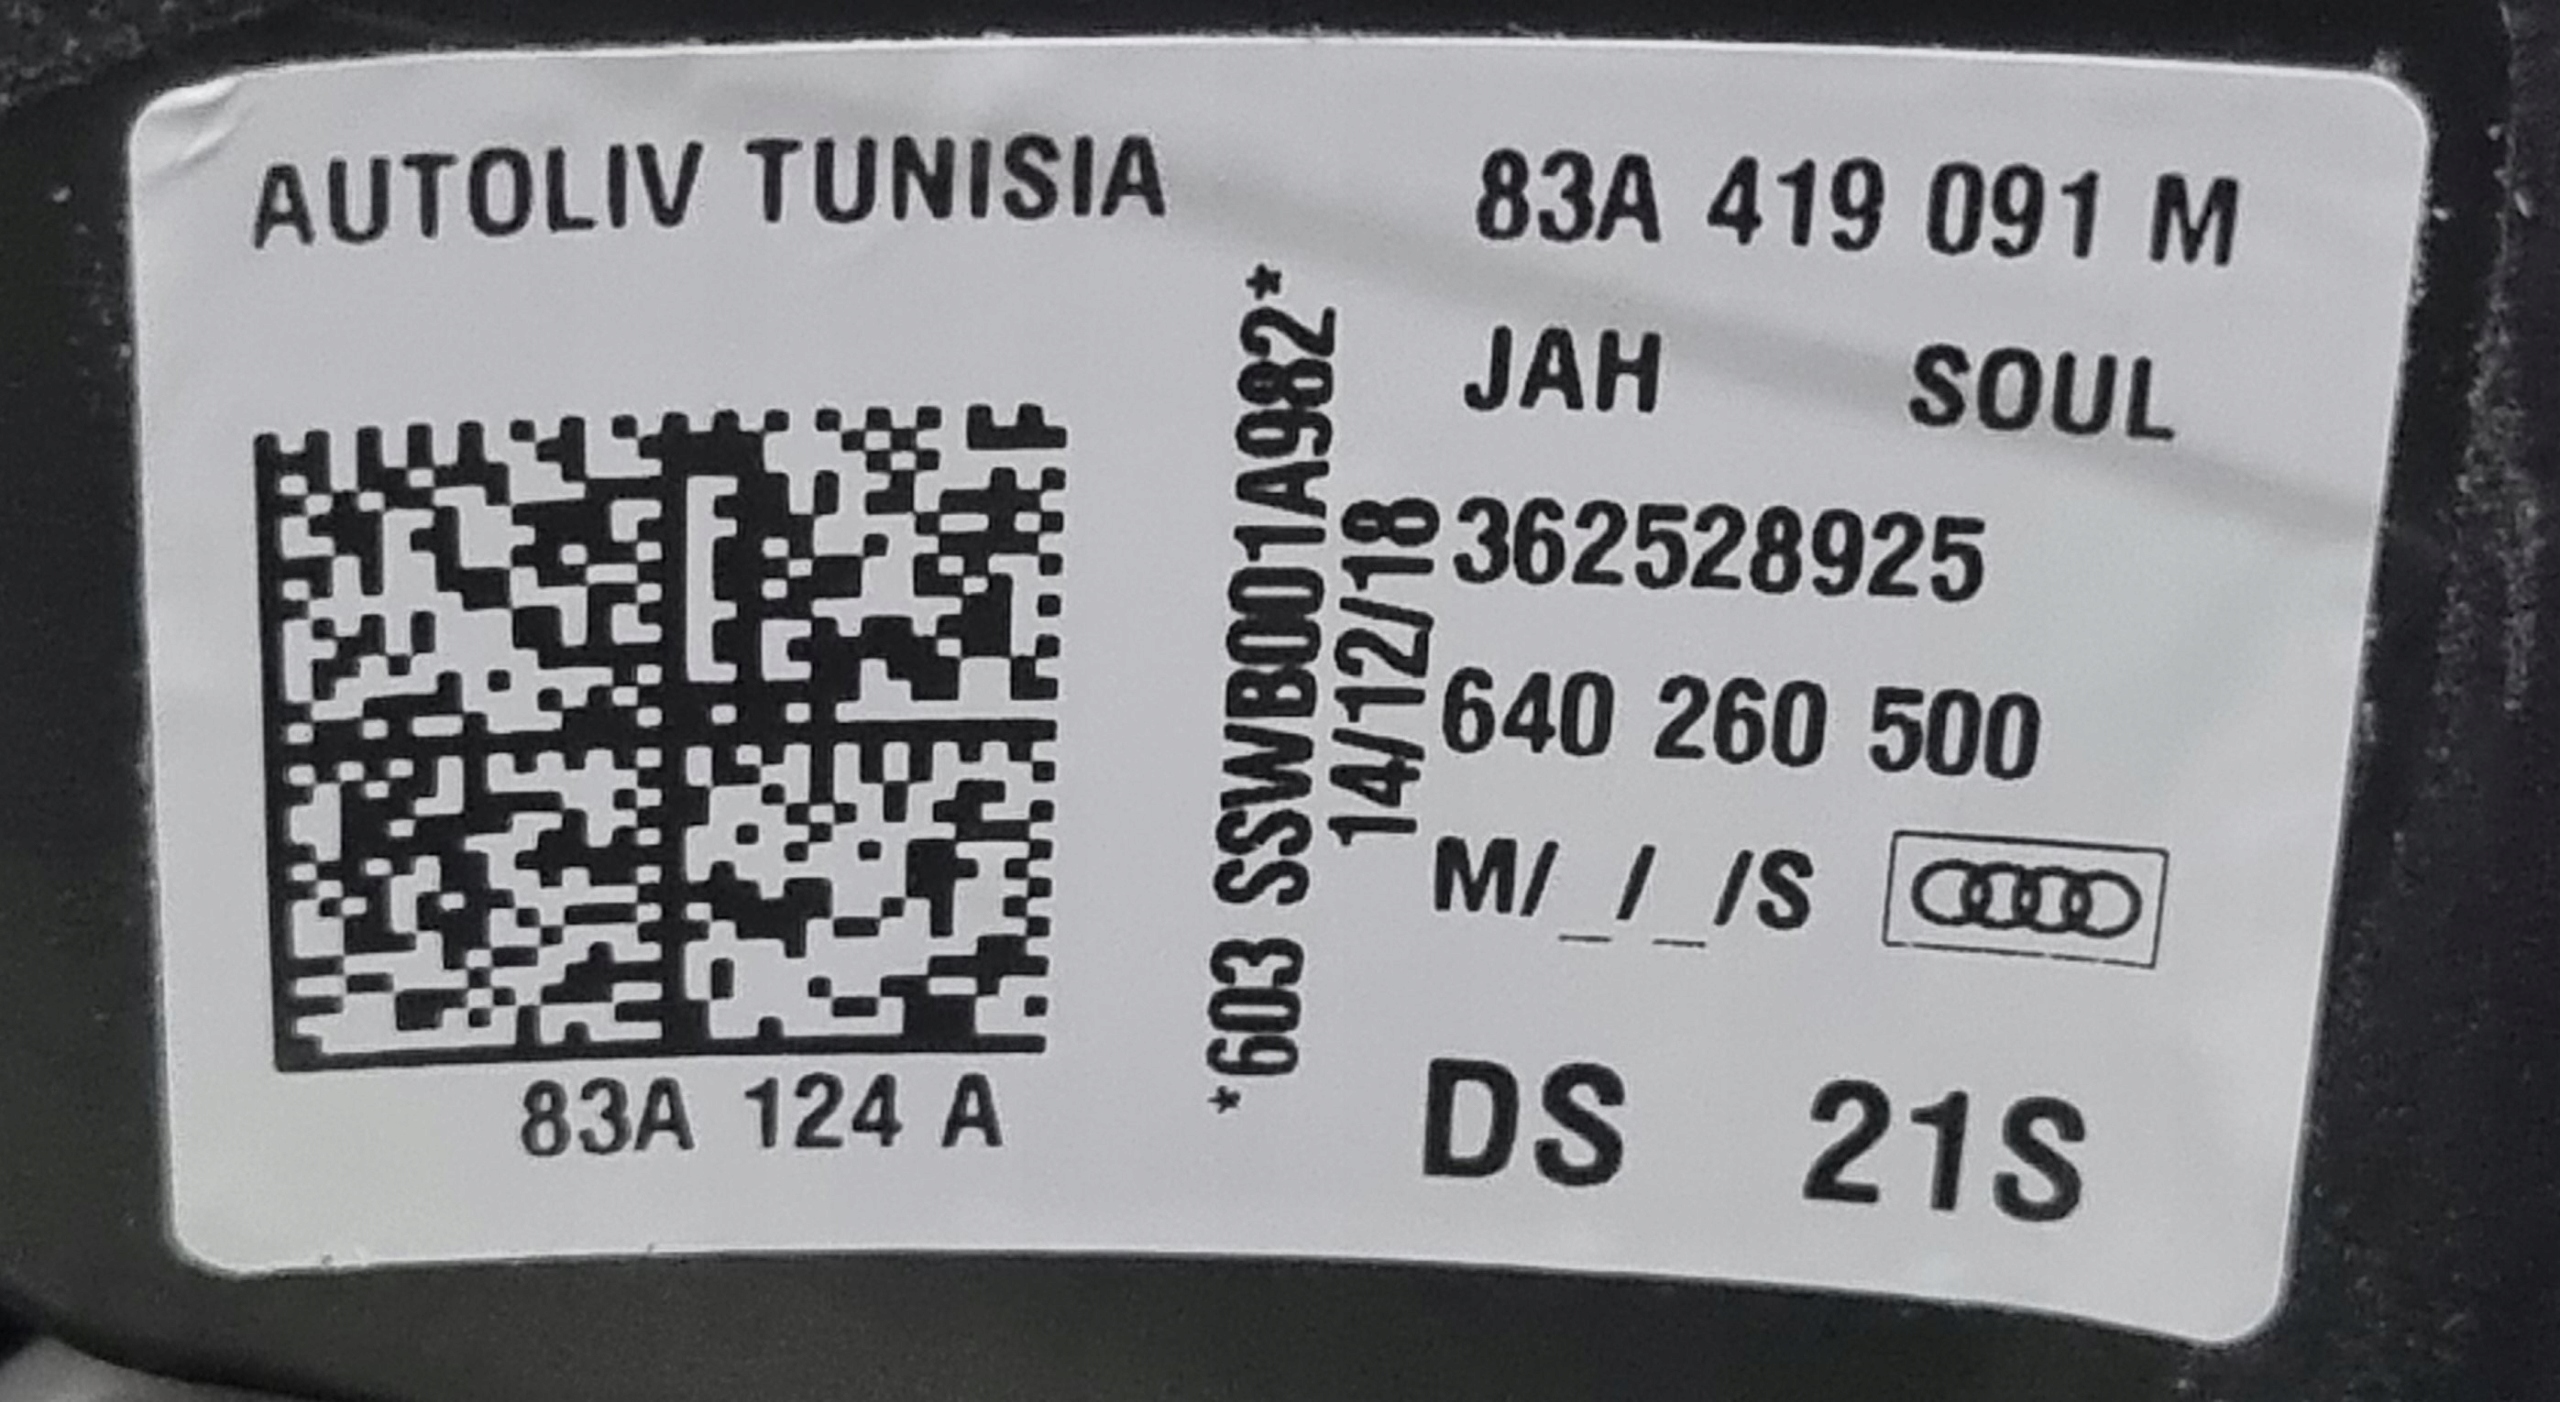 AUTOLIV TUNISIA
83A 124 A
*603 SSWB001A982*
14/12/18
83A 419 091 M
JAH SOUL
362528925
640 260 500
M/_/_/S
DS 21S